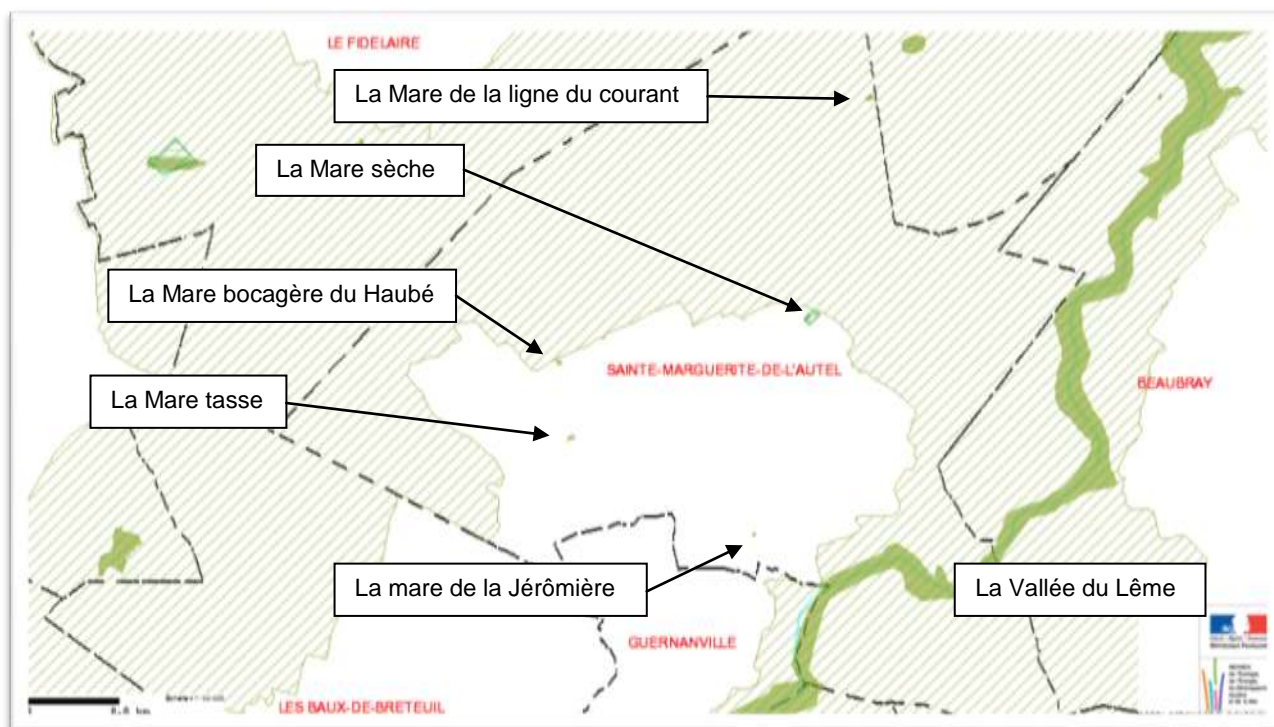 LE FIDELAIRE
La Mare de la ligne du courant
La Mare sèche
La Mare bocagère du Haubé
SAINTE-MARGUERITE-DE-L'AUTEL
BEAUBRAY
La Mare tasse
La mare de la Jérômière
La Vallée du Lême
GUERNANVILLE
LES BAUX-DE-BRETEUIL